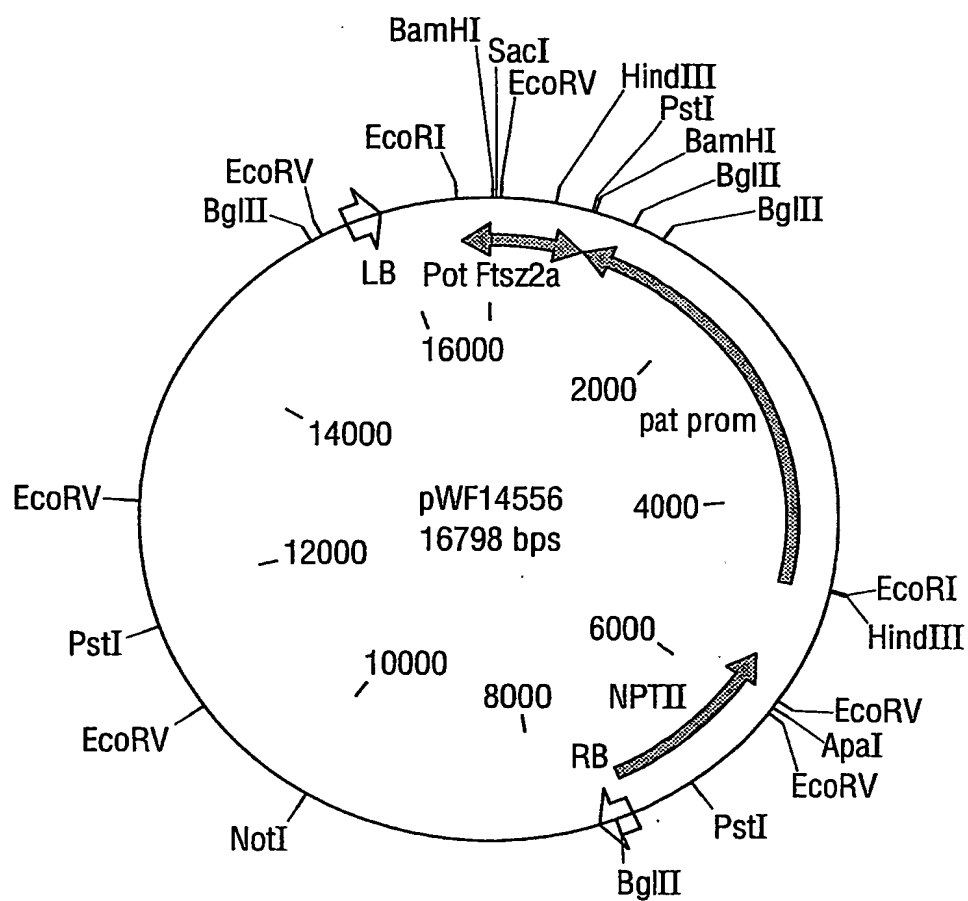 BamHI
SacI
EcoRV
HindIII
PstI
BamHI
BglII
BglII
EcoRI
EcoRV
BglII
LB
Pot Ftsz2a
16000
2000
pat prom
14000
pWF14556
16798 bps
4000
EcoRV
12000
EcoRI
HindIII
6000
PstI
10000
8000
NPTII
EcoRV
ApaI
EcoRV
EcoRV
RB
NotI
PstI
BglII